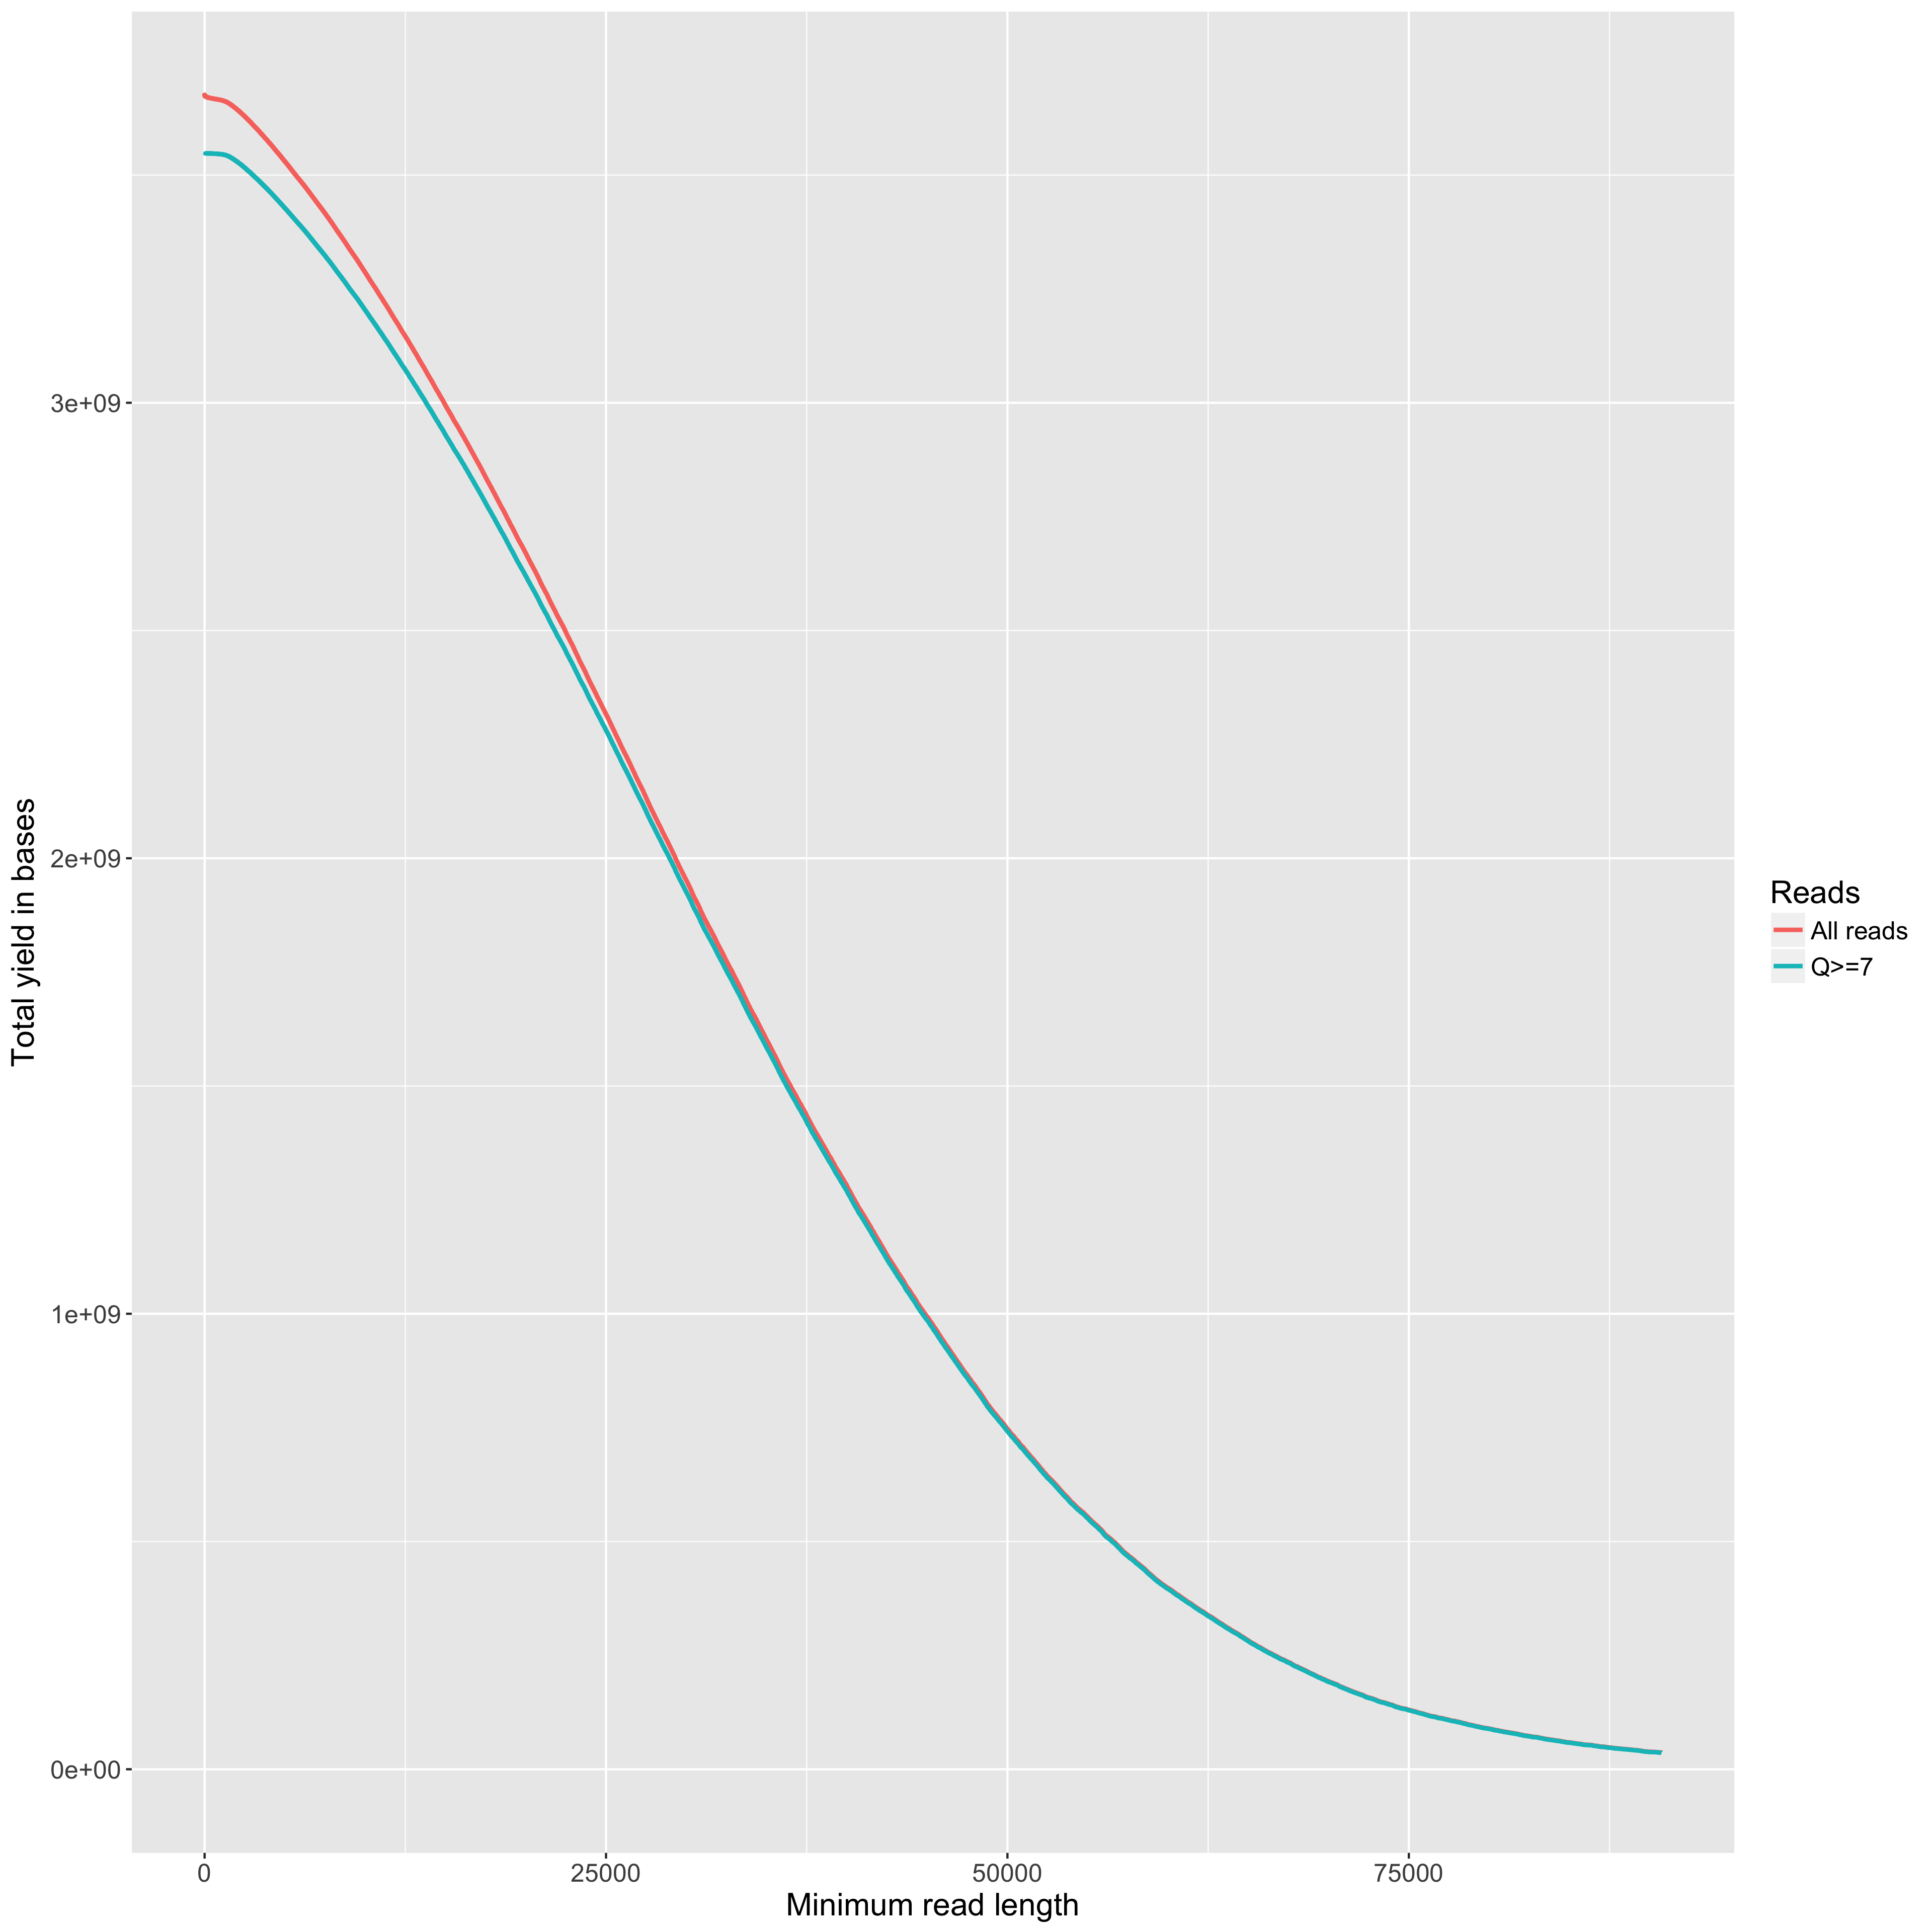 Total yield in bases
3e+09
2e+09
1e+09
0e+00
0
25000
50000
75000
Minimum read length
Reads
All reads
Q>=7